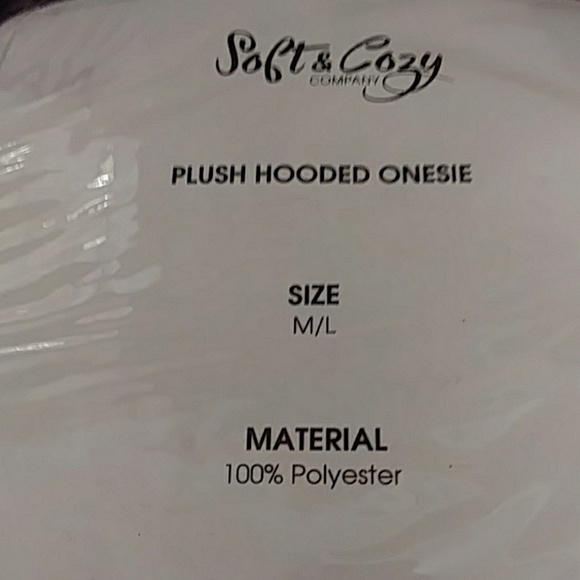 Soft & Cozy
COMPANY
PLUSH HOODED ONESIE
SIZE
M/L
MATERIAL
100% Polyester